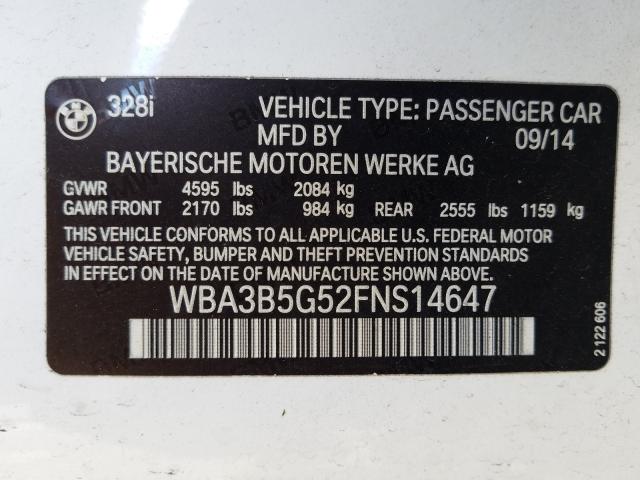 BMW 328i VEHICLE TYPE: PASSENGER CAR
MFD BY 09/14
BAYERISCHE MOTOREN WERKE AG
GVWR 4595 lbs 2084 kg
GAWR FRONT 2170 lbs 984 kg REAR 2555 lbs 1159 kg
THIS VEHICLE CONFORMS TO ALL APPLICABLE U.S. FEDERAL MOTOR
VEHICLE SAFETY, BUMPER AND THEFT PREVENTION STANDARDS
IN EFFECT ON THE DATE OF MANUFACTURE SHOWN ABOVE.
WBA3B5G52FNS14647
2 122 606